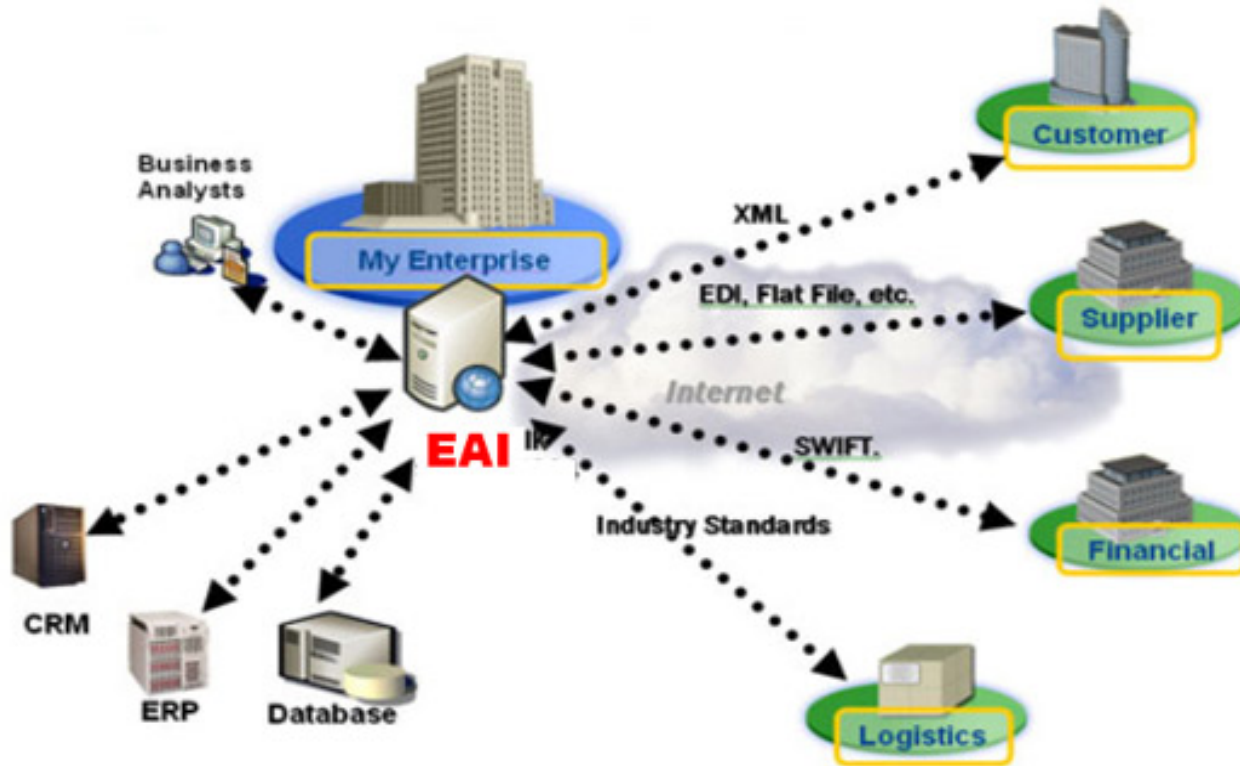 Customer
Business
Analysts
XML
My Enterprise
EDI, Flat File, etc.
Supplier
Internet
EAI
SWIFT.
Industry Standards
Financial
CRM
ERP
Database
Logistics